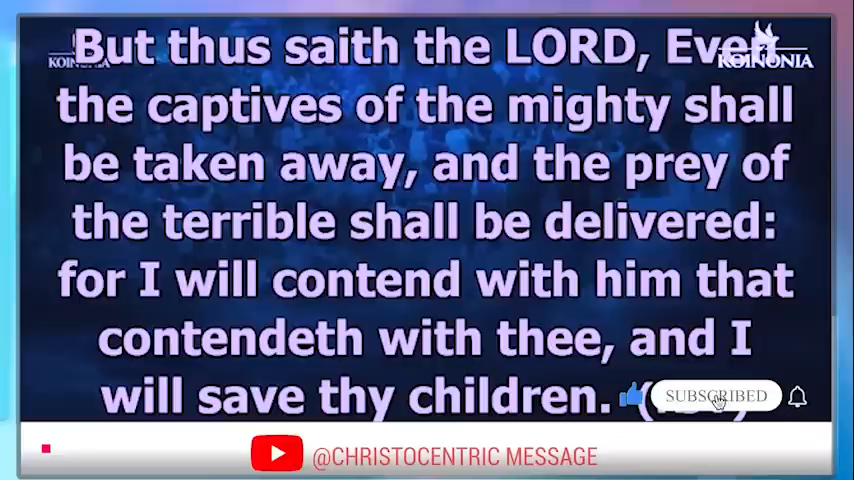 But thus saith the LORD, Even
KOINONIA
KOINONIA
the captives of the mighty shall
be taken away, and the prey of
the terrible shall be delivered:
for I will contend with him that
contendeth with thee, and I
will save thy children.
SUBSCRIBED
@CHRISTOCENTRIC MESSAGE